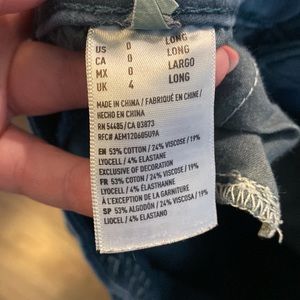 US 0 LONG
CA 0 LONG
MX 0 LARGO
UK 4 LONG
MADE IN CHINA / FABRIQUÉ EN CHINE /
HECHO EN CHINA
RN 54485/CA 03873
RFC# AEM120605U9A
EN 53% COTTON / 24% VISCOSE / 19%
LYOCELL / 4% ELASTANE
EXCLUSIVE OF DECORATION
FR 53% COTON / 24% VISCOSE / 19%
LYOCELL / 4% ÉLASTHANNE
À L'EXCEPTION DE LA GARNITURE
SP 53% ALGODÓN / 24% VISCOSA / 19%
LIOCEL / 4% ELASTANO